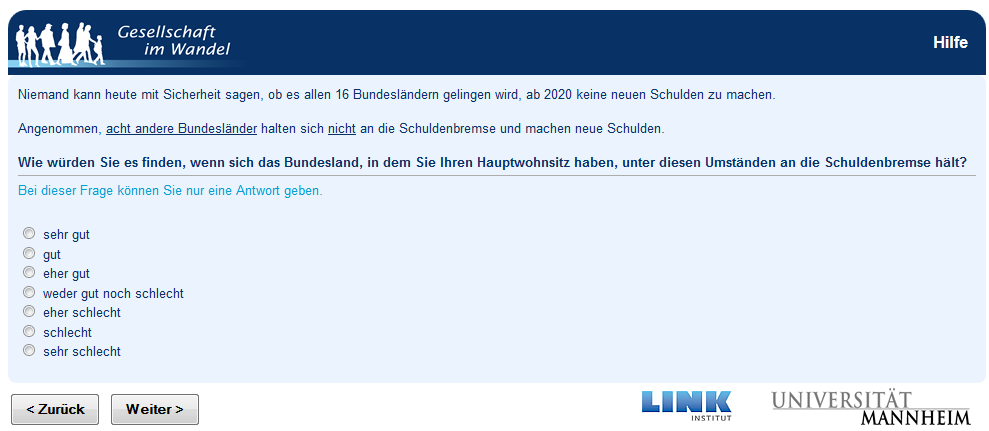 Gesellschaft
im Wandel
Hilfe
Niemand kann heute mit Sicherheit sagen, ob es allen 16 Bundesländern gelingen wird, ab 2020 keine neuen Schulden zu machen.
Angenommen, acht andere Bundesländer halten sich nicht an die Schuldenbremse und machen neue Schulden.
Wie würden Sie es finden, wenn sich das Bundesland, in dem Sie Ihren Hauptwohnsitz haben, unter diesen Umständen an die Schuldenbremse hält?
Bei dieser Frage können Sie nur eine Antwort geben.
sehr gut
gut
eher gut
weder gut noch schlecht
eher schlecht
schlecht
sehr schlecht
< Zurück Weiter >
LINK
INSTITUT
UNIVERSITÄT
MANNHEIM